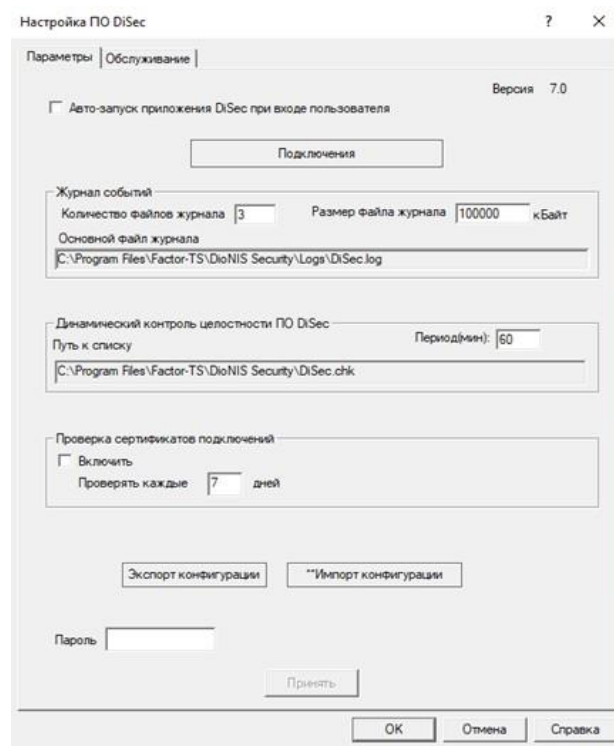 Настройка ПО DiSec ? ×
Параметры Обслуживание
Версия 7.0
Авто-запуск приложения DiSec при входе пользователя
Подключения
Журнал событий
Количество файлов журнала 3 Размер файла журнала 100000 кБайт
Основной файл журнала
C:\Program Files\Factor-TS\DioNIS Security\Logs\DiSec.log
Динамический контроль целостности ПО DiSec
Путь к списку Период(мин): 60
C:\Program Files\Factor-TS\DioNIS Security\DiSec.chk
Проверка сертификатов подключений
Включить
Проверять каждые 7 дней
Экспорт конфигурации "Импорт конфигурации
Пароль
Принять
OK Отмена Справка